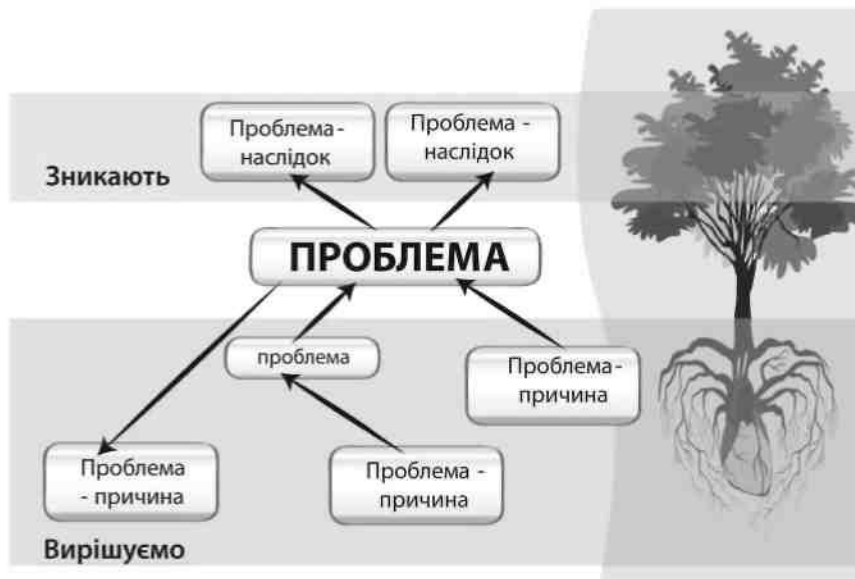 Проблема-
наслідок
Проблема -
наслідок
Зникають
ПРОБЛЕМА
проблема
Проблема-
причина
Проблема
- причина
Проблема -
причина
Вирішуємо